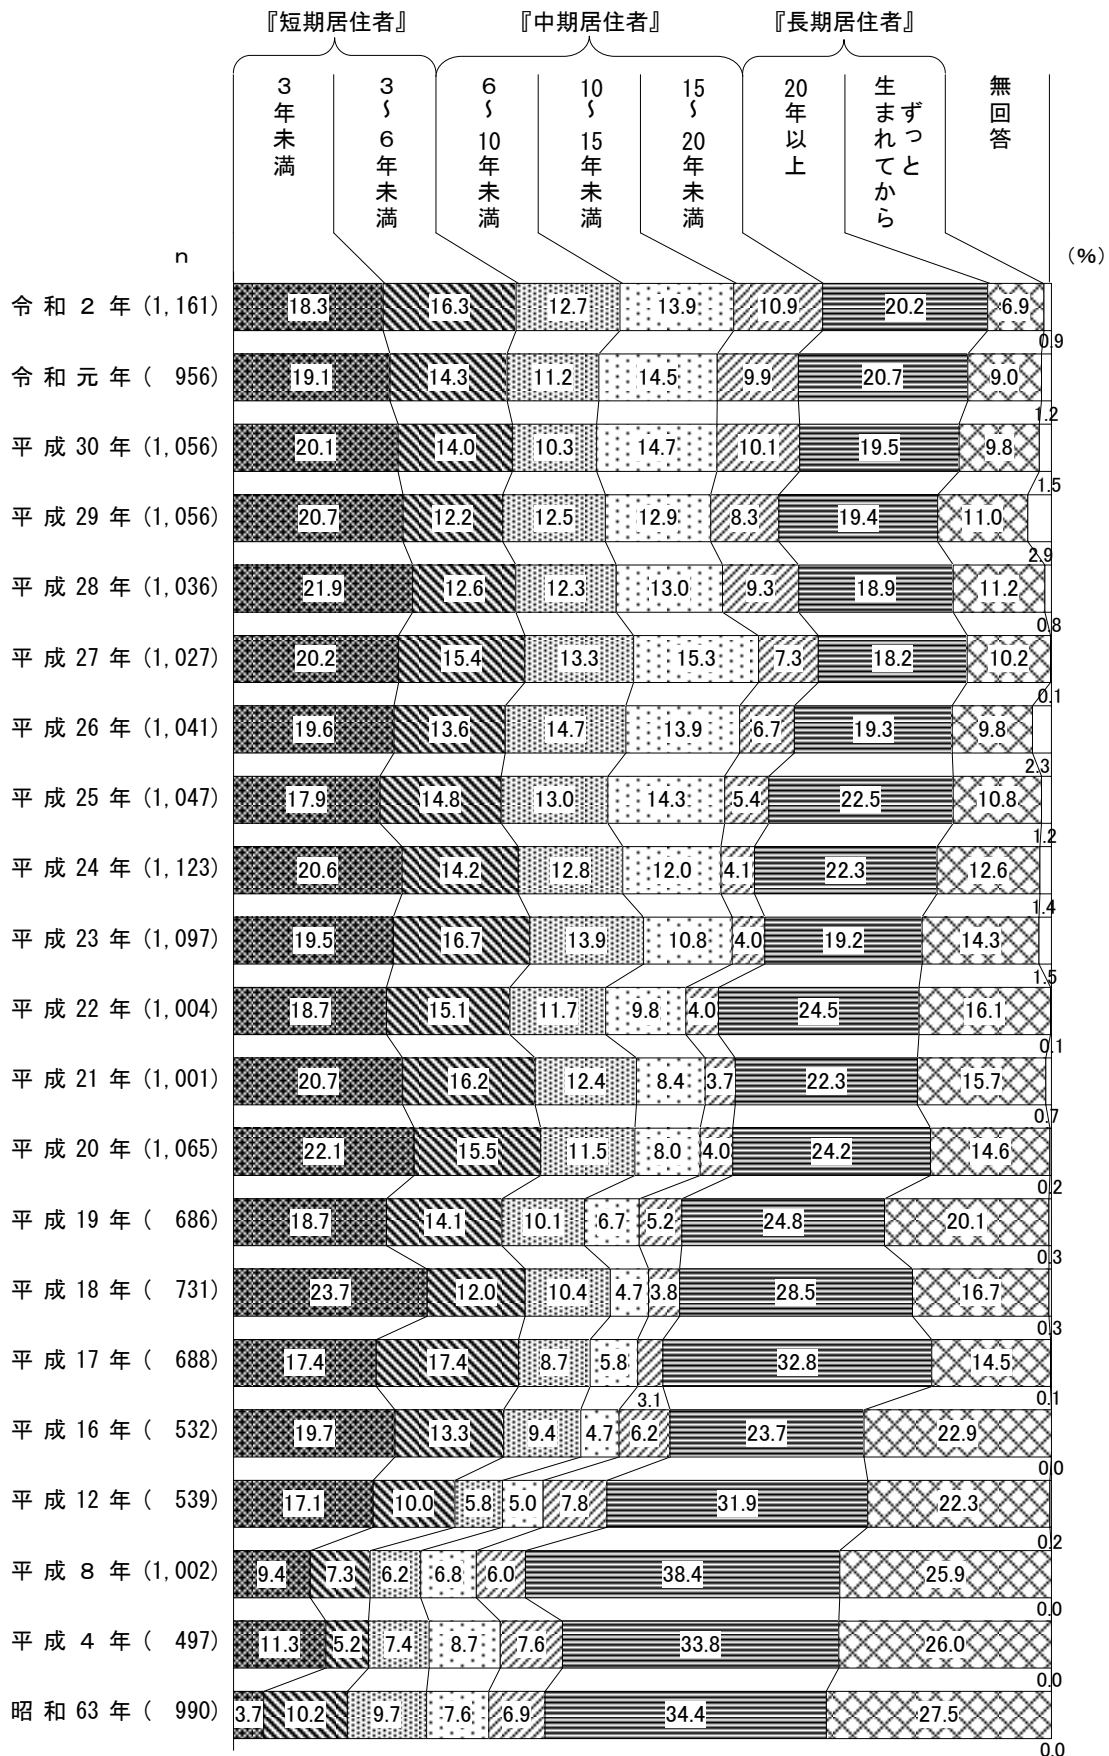 『短期居住者』 『中期居住者』 『長期居住者』
３年未満
３～６年未満
６～10年未満
10～15年未満
15～20年未満
20年以上
生まれてから
ずっと
無回答
n (%)
令和２年(1,161) 18.3 16.3 12.7 13.9 10.9 20.2 6.9
0.9
令和元年( 956) 19.1 14.3 11.2 14.5 9.9 20.7 9.0
1.2
平成30年(1,056) 20.1 14.0 10.3 14.7 10.1 19.5 9.8
1.5
平成29年(1,056) 20.7 12.2 12.5 12.9 8.3 19.4 11.0
2.9
平成28年(1,036) 21.9 12.6 12.3 13.0 9.3 18.9 11.2
0.8
平成27年(1,027) 20.2 15.4 13.3 15.3 7.3 18.2 10.2
0.1
平成26年(1,041) 19.6 13.6 14.7 13.9 6.7 19.3 9.8
2.3
平成25年(1,047) 17.9 14.8 13.0 14.3 5.4 22.5 10.8
1.2
平成24年(1,123) 20.6 14.2 12.8 12.0 4.1 22.3 12.6
1.4
平成23年(1,097) 19.5 16.7 13.9 10.8 4.0 19.2 14.3
1.5
平成22年(1,004) 18.7 15.1 11.7 9.8 4.0 24.5 16.1
0.1
平成21年(1,001) 20.7 16.2 12.4 8.4 3.7 22.3 15.7
0.7
平成20年(1,065) 22.1 15.5 11.5 8.0 4.0 24.2 14.6
0.2
平成19年( 686) 18.7 14.1 10.1 6.7 5.2 24.8 20.1
0.3
平成18年( 731) 23.7 12.0 10.4 4.7 3.8 28.5 16.7
0.3
平成17年( 688) 17.4 17.4 8.7 5.8 32.8 14.5
3.1 0.1
平成16年( 532) 19.7 13.3 9.4 4.7 6.2 23.7 22.9
0.0
平成12年( 539) 17.1 10.0 5.8 5.0 7.8 31.9 22.3
0.2
平成８年(1,002) 9.4 7.3 6.2 6.8 6.0 38.4 25.9
0.0
平成４年( 497) 11.3 5.2 7.4 8.7 7.6 33.8 26.0
0.0
昭和63年( 990) 3.7 10.2 9.7 7.6 6.9 34.4 27.5
0.0